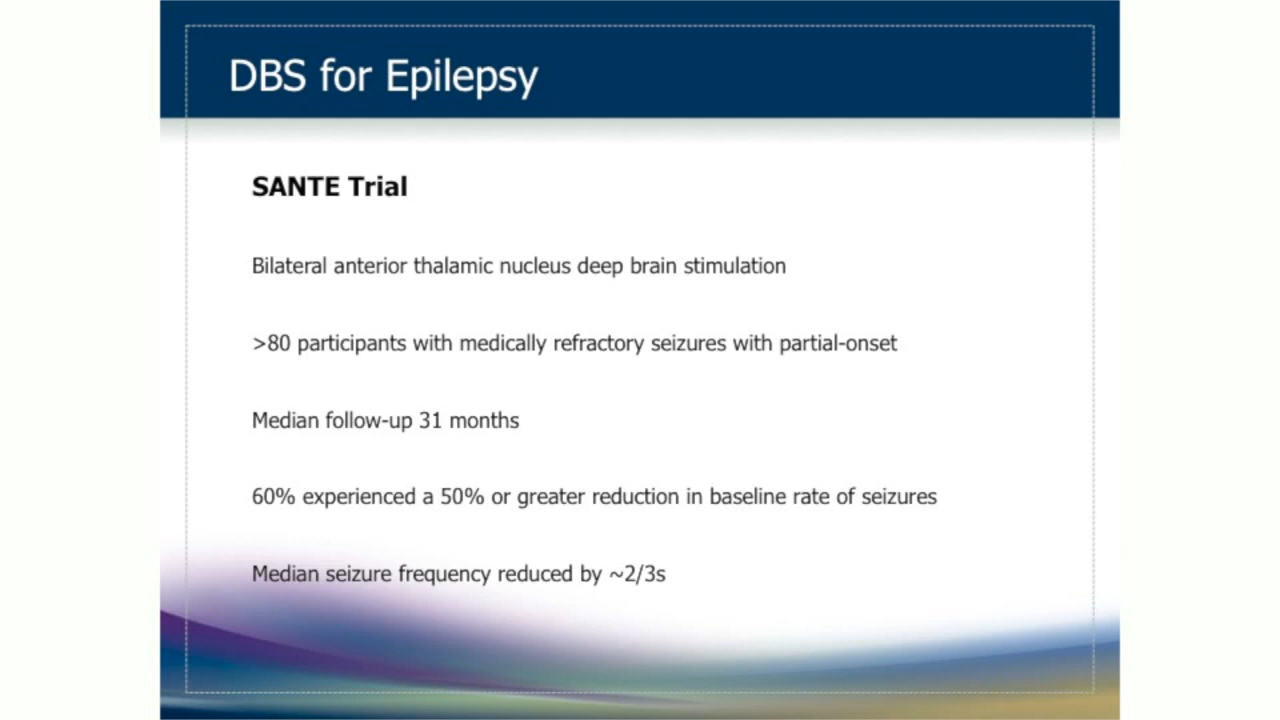 DBS for Epilepsy
SANTE Trial
Bilateral anterior thalamic nucleus deep brain stimulation
>80 participants with medically refractory seizures with partial-onset
Median follow-up 31 months
60% experienced a 50% or greater reduction in baseline rate of seizures
Median seizure frequency reduced by ~2/3s